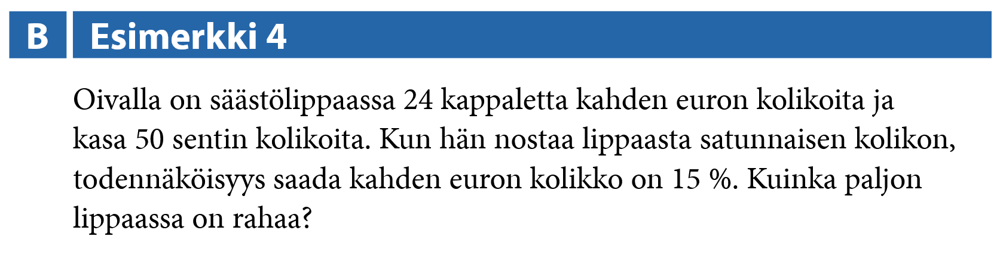 B Esimerkki 4
Oivalla on säästölippaassa 24 kappaletta kahden euron kolikoita ja
kasa 50 sentin kolikoita. Kun hän nostaa lippaasta satunnaisen kolikon,
todennäköisyys saada kahden euron kolikko on 15 %. Kuinka paljon
lippaassa on rahaa?